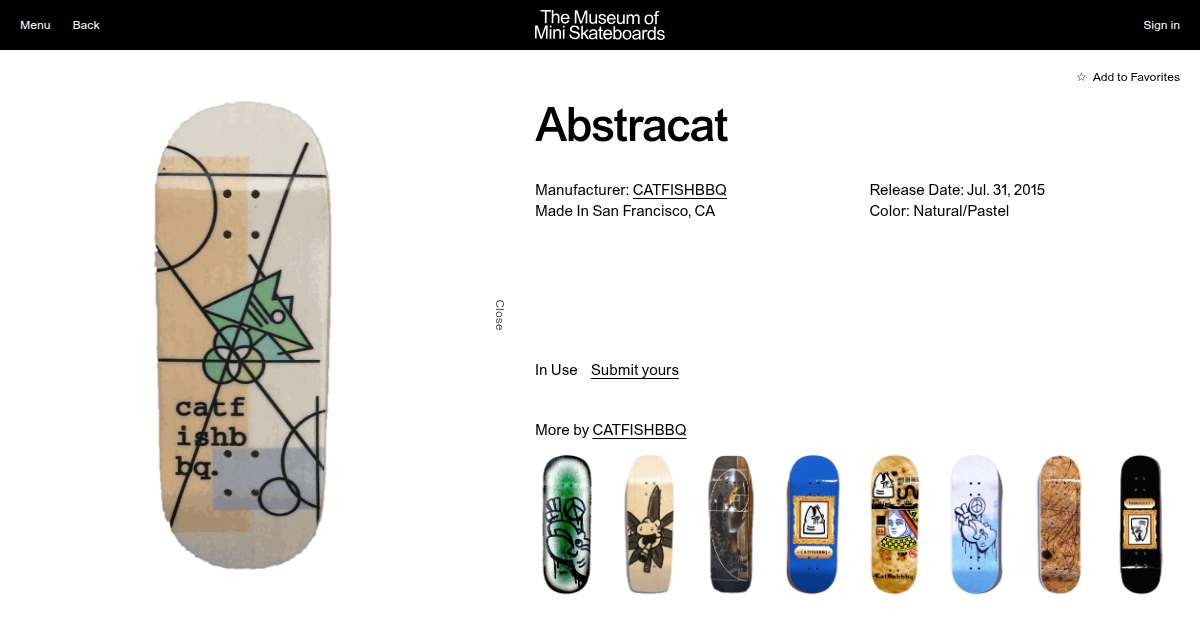 Menu
Back
The Museum of
Mini Skateboards
Sign in
☆ Add to Favorites
Abstracat
Manufacturer: CATFISHBBQ
Made In San Francisco, CA
Release Date: Jul. 31, 2015
Color: Natural/Pastel
catf
ishb
bq.
Close
In Use
Submit yours
More by CATFISHBBQ
CATFISHBBQ
Catfishbbq